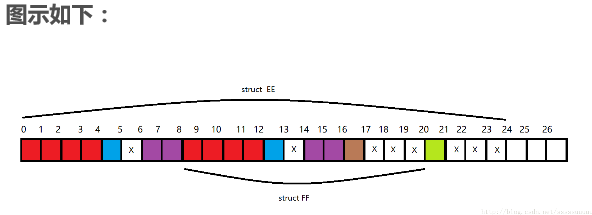 图示如下：
struct EE
0 1 2 3 4 5 6 7 8 9 10 11 12 13 14 15 16 17 18 19 20 21 22 23 24 25 26
X X X X X X X X
struct FF